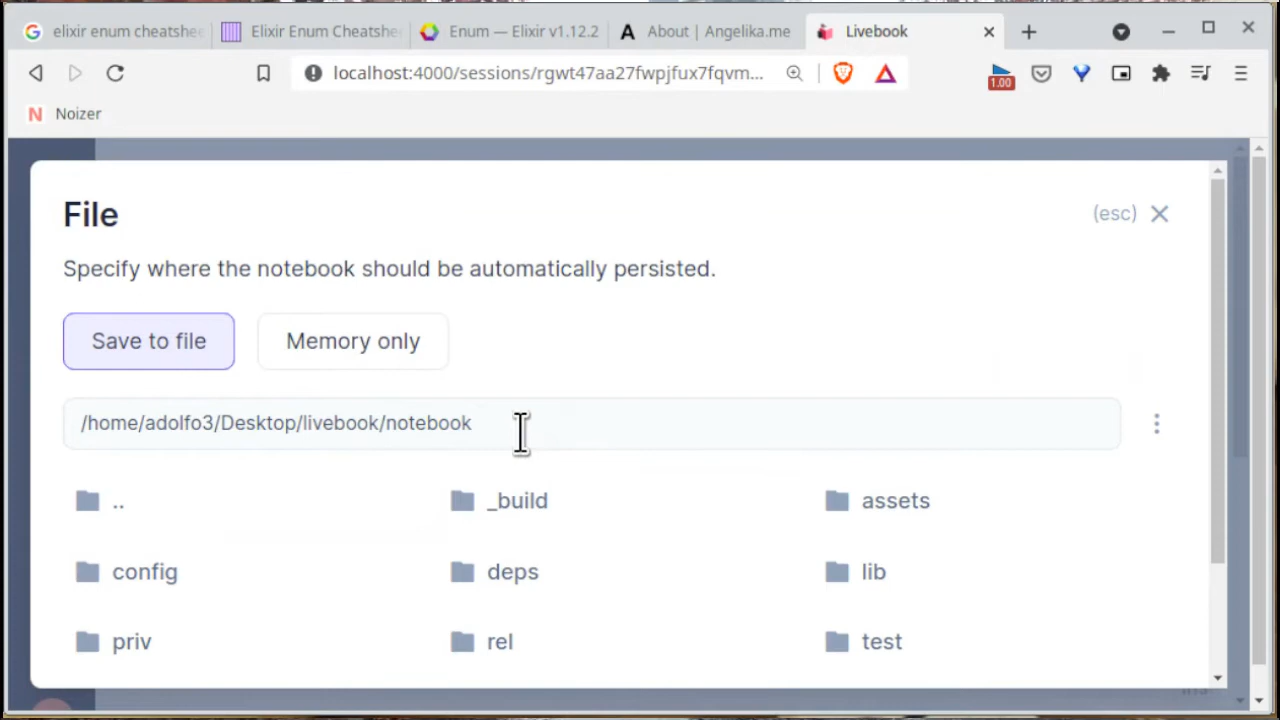 elixir enum cheatshee
Elixir Enum Cheatshe
Enum — Elixir v1.12.2
About | Angelika.me
Livebook
localhost:4000/sessions/rgwt47aa27fwpjfux7fqvm...
1.00
Noizer
File
(esc)
Specify where the notebook should be automatically persisted.
Save to file
Memory only
/home/adolfo3/Desktop/livebook/notebook
..
_build
assets
config
deps
lib
priv
rel
test